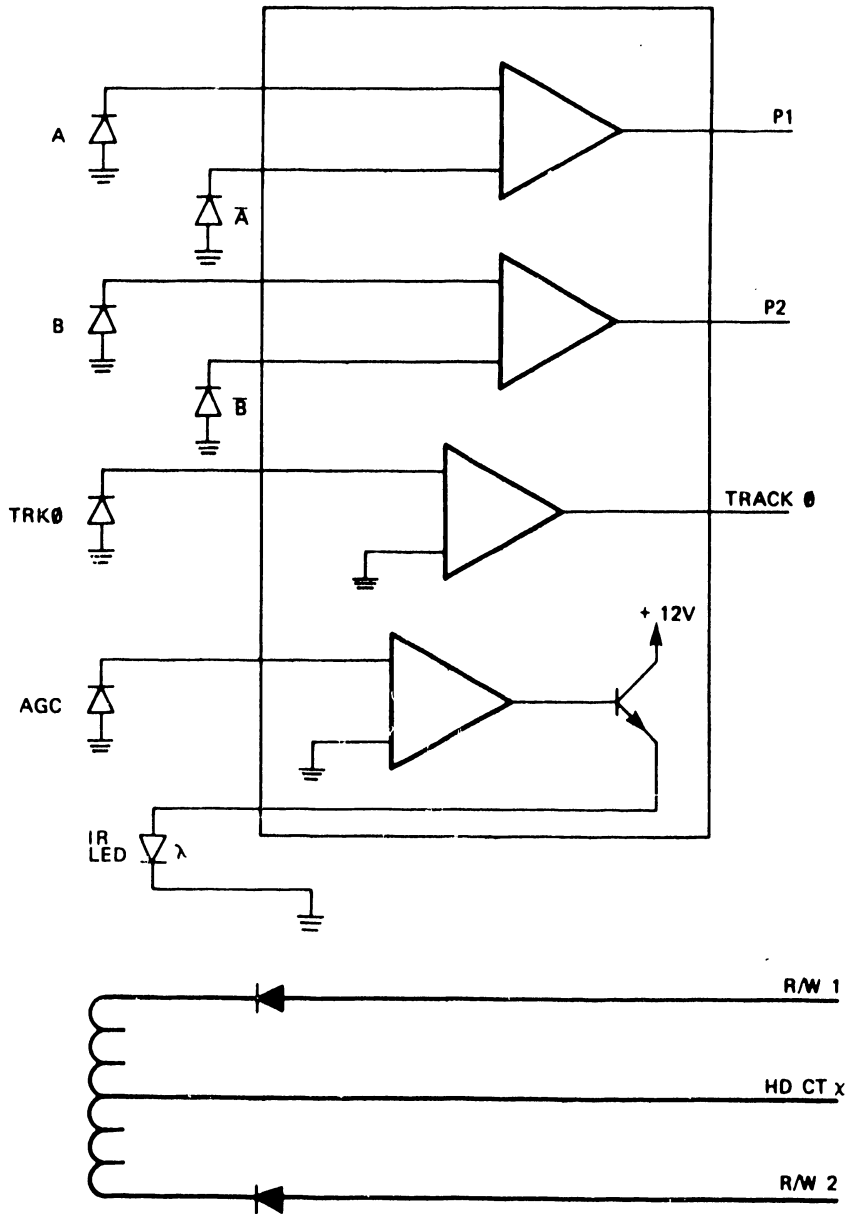 P1
A
A̅
P2
B
B̅
TRKØ
TRACK Ø
+ 12V
AGC
IR
LED
λ
R/W 1
HD CT χ
R/W 2